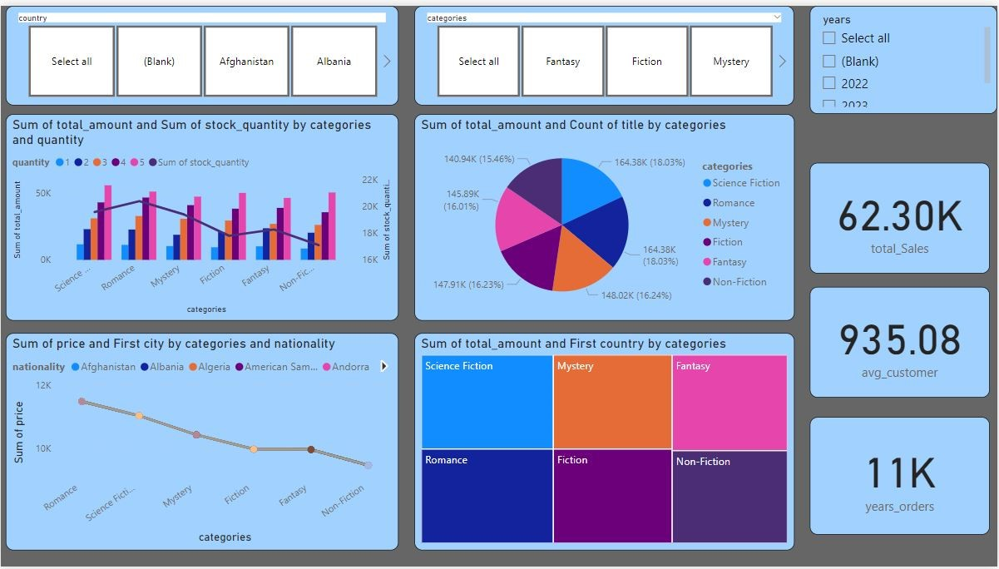 country
Select all
(Blank)
Afghanistan
Albania
categories
Select all
Fantasy
Fiction
Mystery
years
Select all
(Blank)
2022
2023
Sum of total_amount and Sum of stock_quantity by categories
and quantity
quantity 1 2 3 4 5 Sum of stock_quantity
Sum of total_amount
50K
0K
22K
20K
18K
16K
Sum of stock_quanti...
Science ...
Romance
Mystery
Fiction
Fantasy
Non-Fic...
categories
Sum of total_amount and Count of title by categories
140.94K (15.46%)
164.38K (18.03%)
145.89K
(16.01%)
164.38K
(18.03%)
147.91K (16.23%)
148.02K (16.24%)
categories
Science Fiction
Romance
Mystery
Fiction
Fantasy
Non-Fiction
62.30K
total_Sales
935.08
avg_customer
11K
years_orders
Sum of price and First city by categories and nationality
nationality Afghanistan Albania Algeria American Sam... Andorra
Sum of price
12K
10K
Romance
Science Ficti...
Mystery
Fiction
Fantasy
Non-Fiction
categories
Sum of total_amount and First country by categories
Science Fiction
Mystery
Fantasy
Romance
Fiction
Non-Fiction